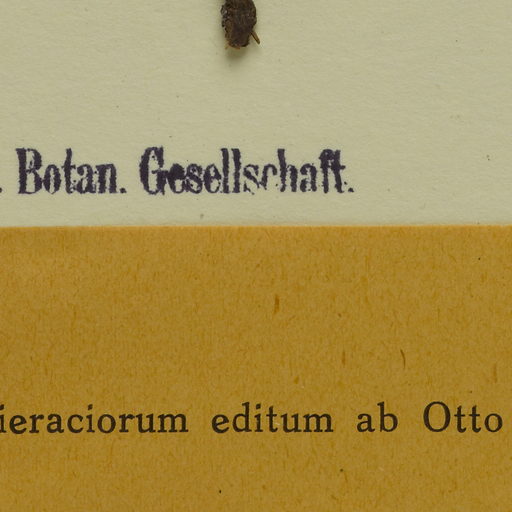 . Botan. Gesellschaft.
ieraciorum editum ab Otto